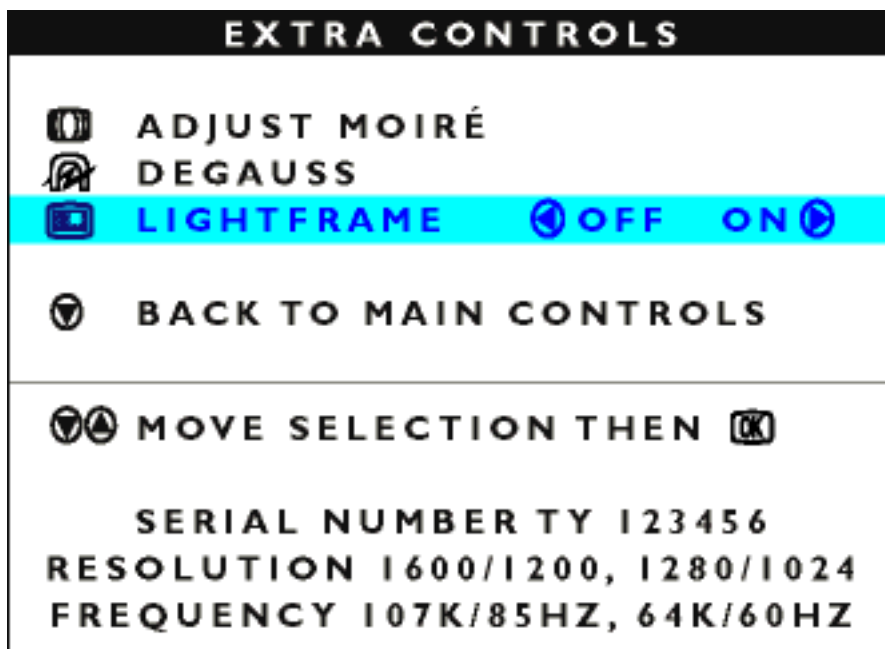 EXTRA CONTROLS
ADJUST MOIRÉ
DEGAUSS
LIGHTFRAME OFF ON
BACK TO MAIN CONTROLS
MOVE SELECTION THEN OK
SERIAL NUMBER TY 123456
RESOLUTION 1600/1200, 1280/1024
FREQUENCY 107K/85HZ, 64K/60HZ